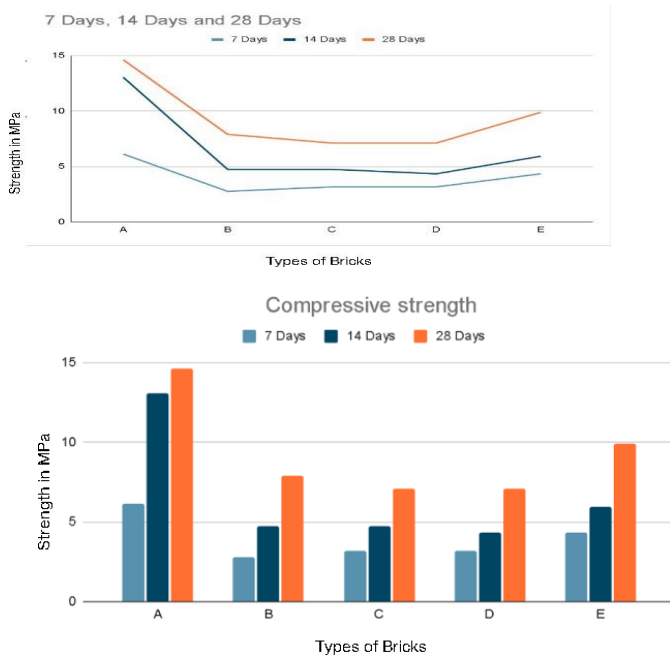 7 Days, 14 Days and 28 Days
7 Days 14 Days 28 Days
15
10
5
0
Strength in MPa
A B C D E
Types of Bricks
Compressive strength
7 Days 14 Days 28 Days
15
10
5
0
Strength in MPa
A B C D E
Types of Bricks